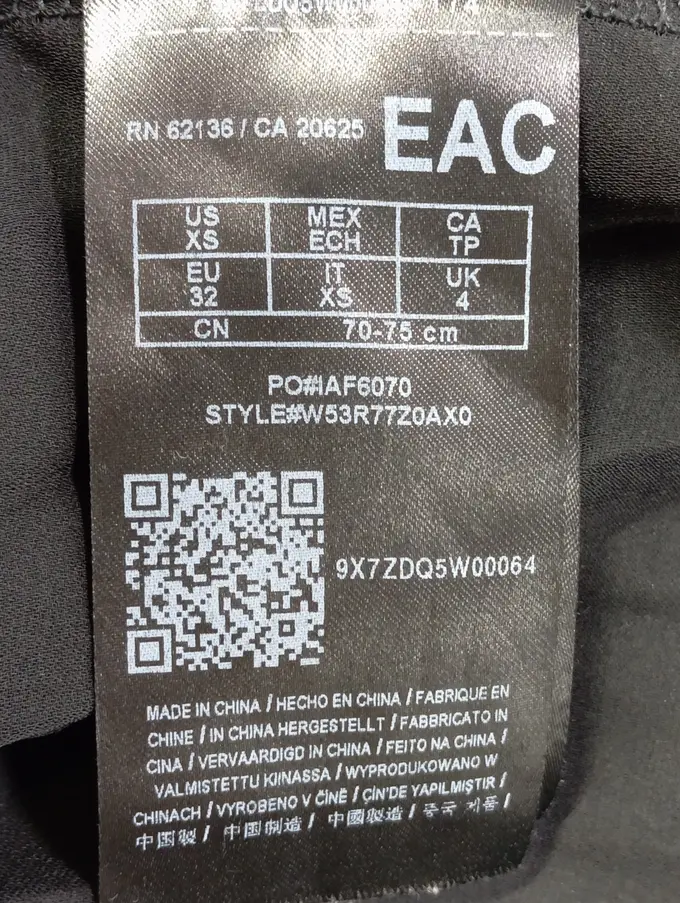 RN 62136 / CA 20625
EAC
US MEX CA
XS ECH TP
EU IT UK
32 XS 4
CN 70-75 cm
PO#IAF6070
STYLE#W53R77Z0AX0
9X7ZDQ5W00064
MADE IN CHINA / HECHO EN CHINA / FABRIQUE EN
CHINE / IN CHINA HERGESTELLT / FABBRICATO IN
CINA / VERVAARDIGD IN CHINA / FEITO NA CHINA /
VALMISTETTU KIINASSA / WYPRODUKOWANO W
CHINACH / VYROBENO V ČÍNĚ / ÇİN'DE YAPILMIŞTIR /
中国製 / 中国制造 / 中國製造 / 중국 제품 /